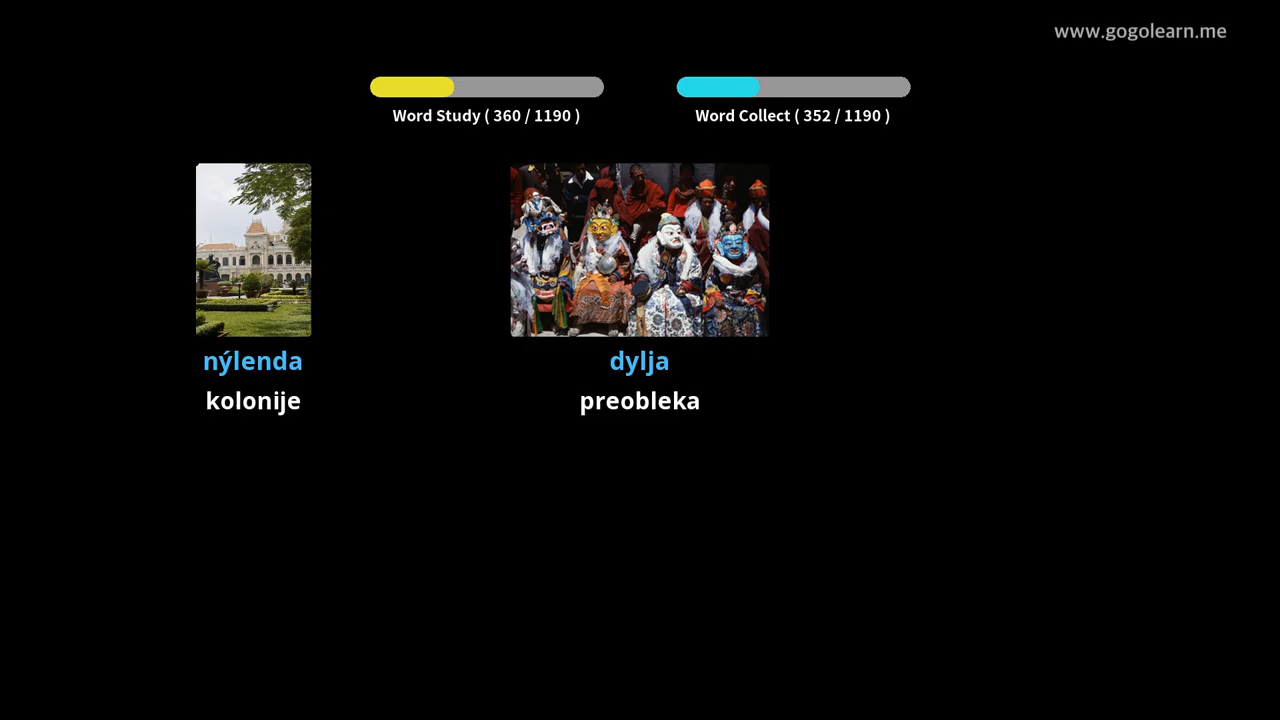 www.gogolearn.me
Word Study ( 360 / 1190 )
Word Collect ( 352 / 1190 )
nýlenda
dylja
kolonije
preobleka